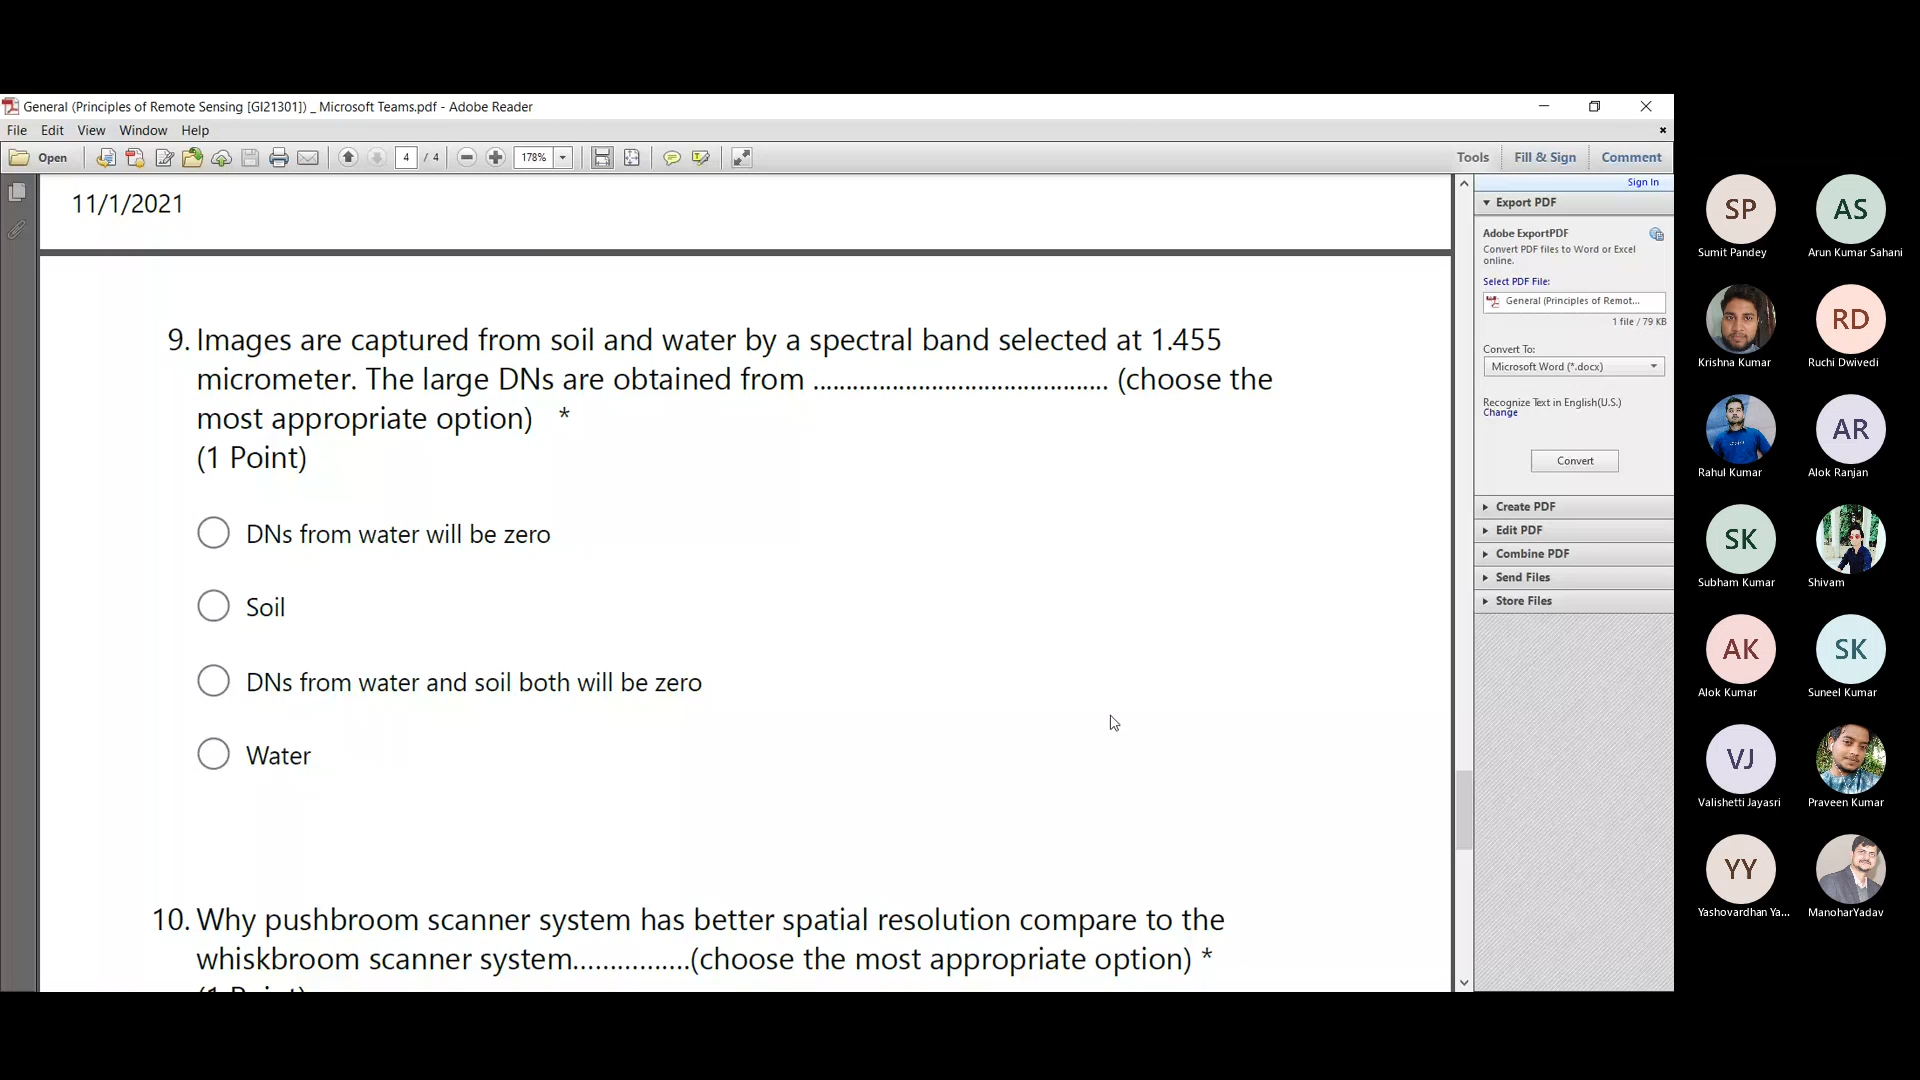 General (Principles of Remote Sensing [GI21301]) _ Microsoft Teams.pdf - Adobe Reader
File Edit View Window Help
Open 4 / 4 178% Tools Fill & Sign Comment
11/1/2021
9. Images are captured from soil and water by a spectral band selected at 1.455
micrometer. The large DNs are obtained from ............................................. (choose the
most appropriate option) *
(1 Point)
DNs from water will be zero
Soil
DNs from water and soil both will be zero
Water
10. Why pushbroom scanner system has better spatial resolution compare to the
whiskbroom scanner system................(choose the most appropriate option) *
(1 Point)
Sign In
Export PDF
Adobe ExportPDF
Convert PDF files to Word or Excel
online.
Select PDF File:
General (Principles of Remot...
1 file / 79 KB
Convert To:
Microsoft Word (*.docx)
Recognize Text in English(U.S.)
Change
Convert
Create PDF
Edit PDF
Combine PDF
Send Files
Store Files
SP AS
Sumit Pandey Arun Kumar Sahani
RD
Krishna Kumar Ruchi Dwivedi
AR
Rahul Kumar Alok Ranjan
SK
Subham Kumar Shivam
AK SK
Alok Kumar Suneel Kumar
VJ
Valishetti Jayasri Praveen Kumar
YY
Yashovardhan Ya... ManoharYadav